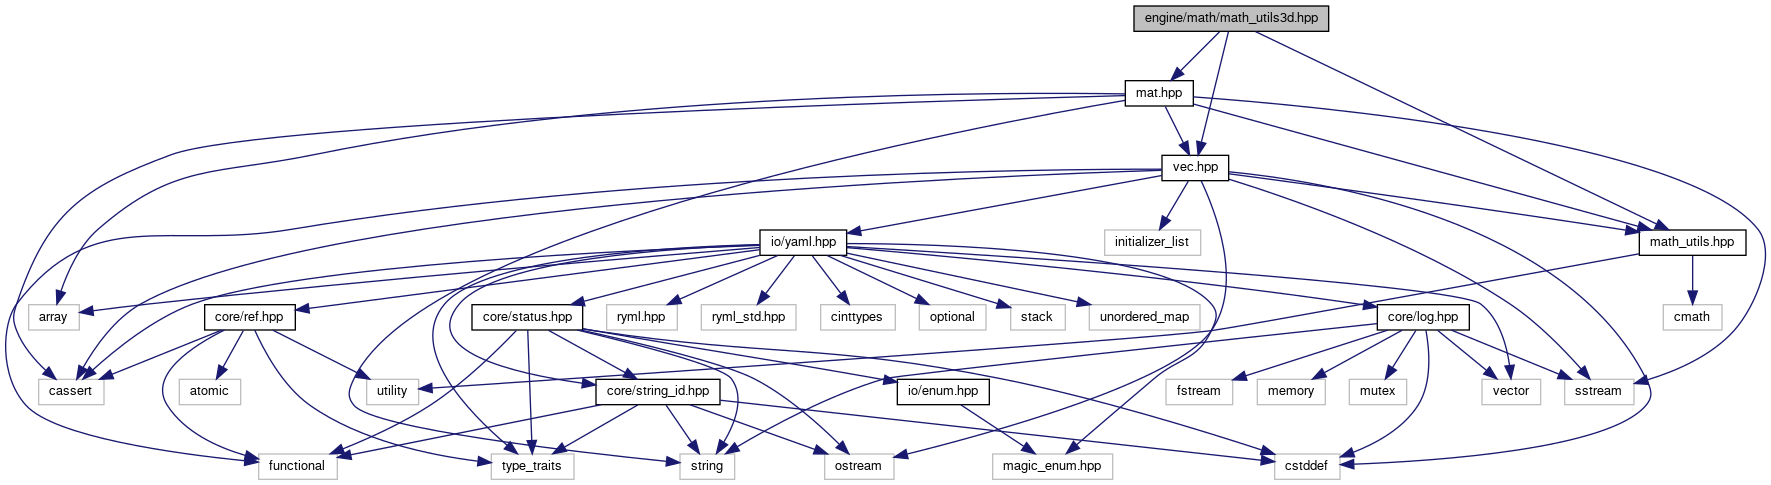 engine/math/math_utils3d.hpp
mat.hpp
vec.hpp
io/yaml.hpp
initializer_list
math_utils.hpp
array
core/ref.hpp
core/status.hpp
ryml.hpp
ryml_std.hpp
cinttypes
optional
stack
unordered_map
core/log.hpp
cmath
cassert
atomic
utility
core/string_id.hpp
io/enum.hpp
fstream
memory
mutex
vector
sstream
functional
type_traits
string
ostream
magic_enum.hpp
cstddef